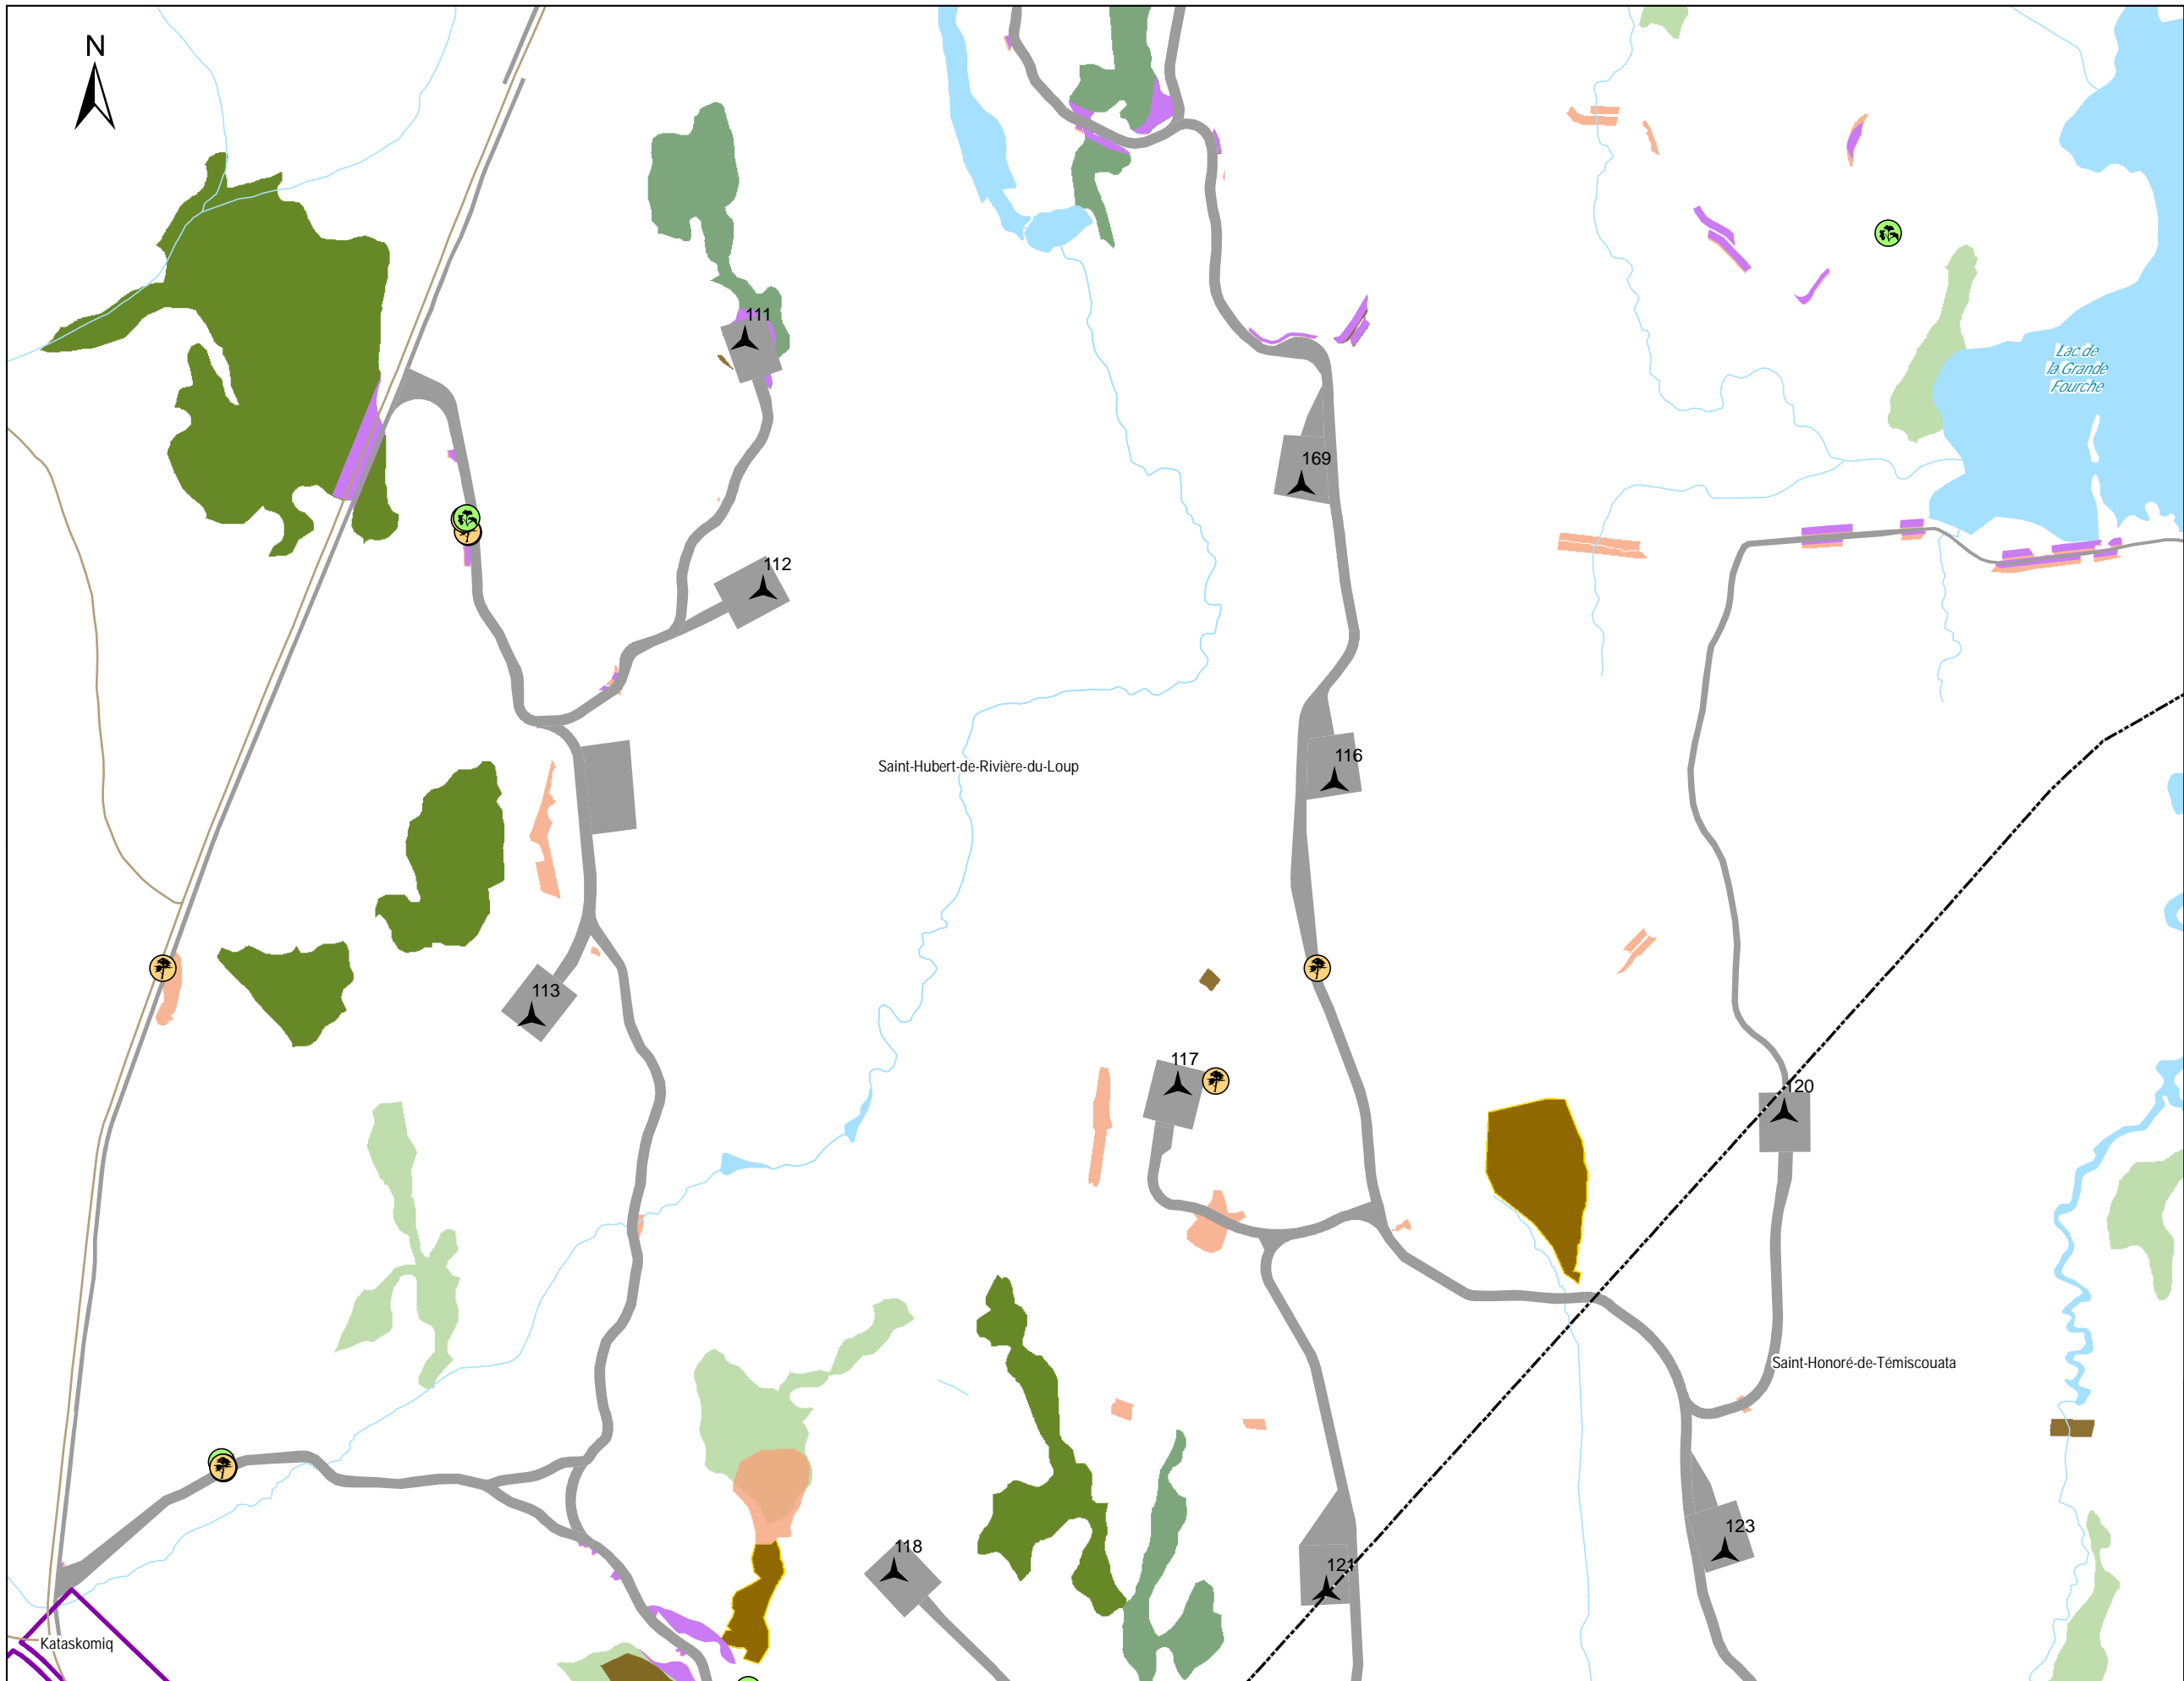 N
111
Lac de
la Grande
Fourche
169
112
Saint-Hubert-de-Rivière-du-Loup
116
113
117
120
Saint-Honoré-de-Témiscouata
123
118
121
Kataskomiq